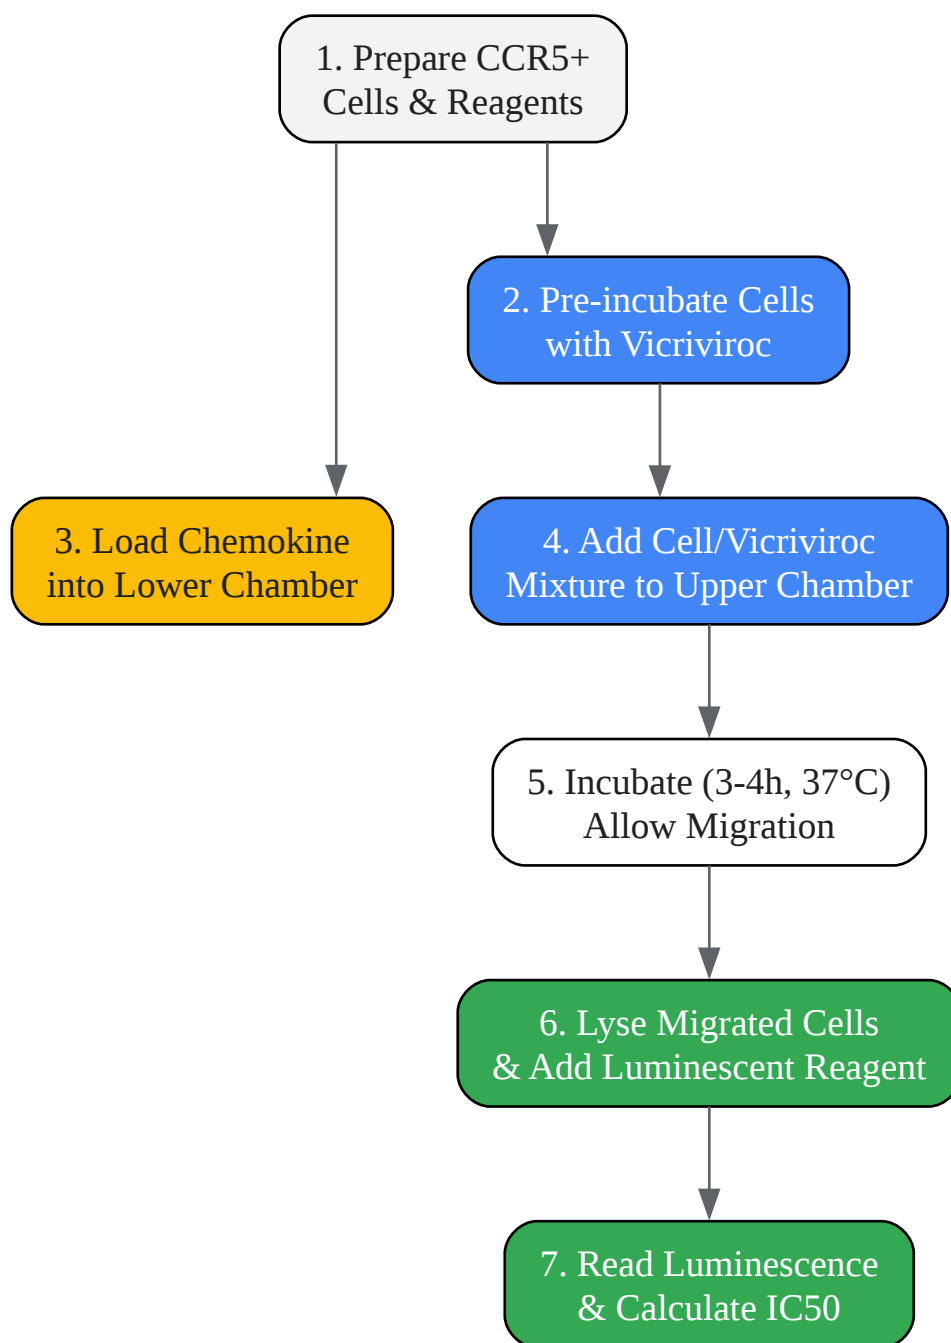 1. Prepare CCR5+
Cells & Reagents
2. Pre-incubate Cells
with Vicriviroc
3. Load Chemokine
into Lower Chamber
4. Add Cell/Vicriviroc
Mixture to Upper Chamber
5. Incubate (3-4h, 37°C)
Allow Migration
6. Lyse Migrated Cells
& Add Luminescent Reagent
7. Read Luminescence
& Calculate IC50